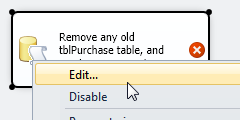 Remove any old
tblPurchase table, and
Edit...
Disable